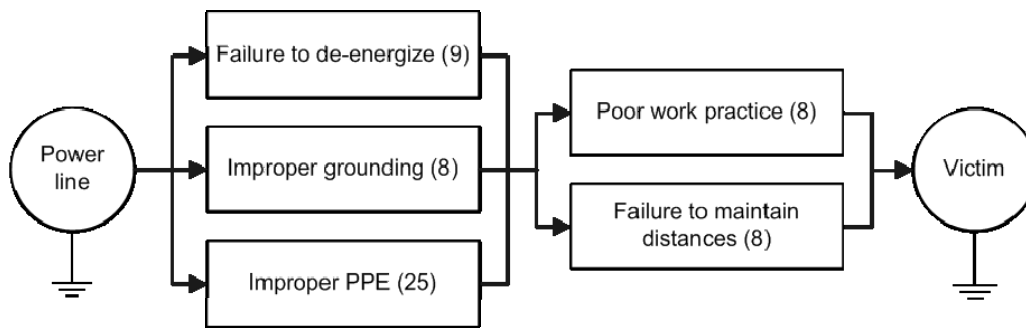 Power
line
Failure to de-energize (9)
Improper grounding (8)
Improper PPE (25)
Poor work practice (8)
Failure to maintain
distances (8)
Victim